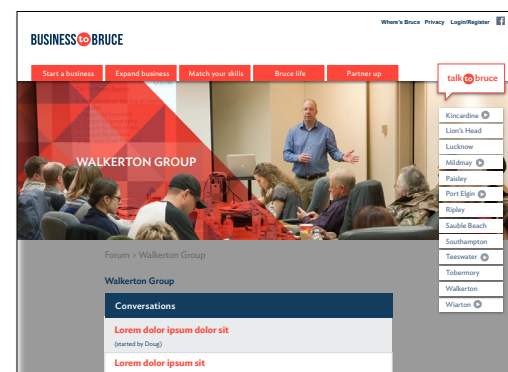 Where's Bruce Privacy Login/Register
BUSINESS to BRUCE
Start a business Expand business Match your skills Bruce life Partner up
talk to bruce
WALKERTON GROUP
Kincardine
Lion's Head
Lucknow
Mildmay
Paisley
Port Elgin
Ripley
Sauble Beach
Southampton
Teeswater
Tobermory
Walkerton
Wiarton
Forum > Walkerton Group
Walkerton Group
Conversations
Lorem dolor ipsum dolor sit
(started by Doug)
Lorem dolor ipsum sit